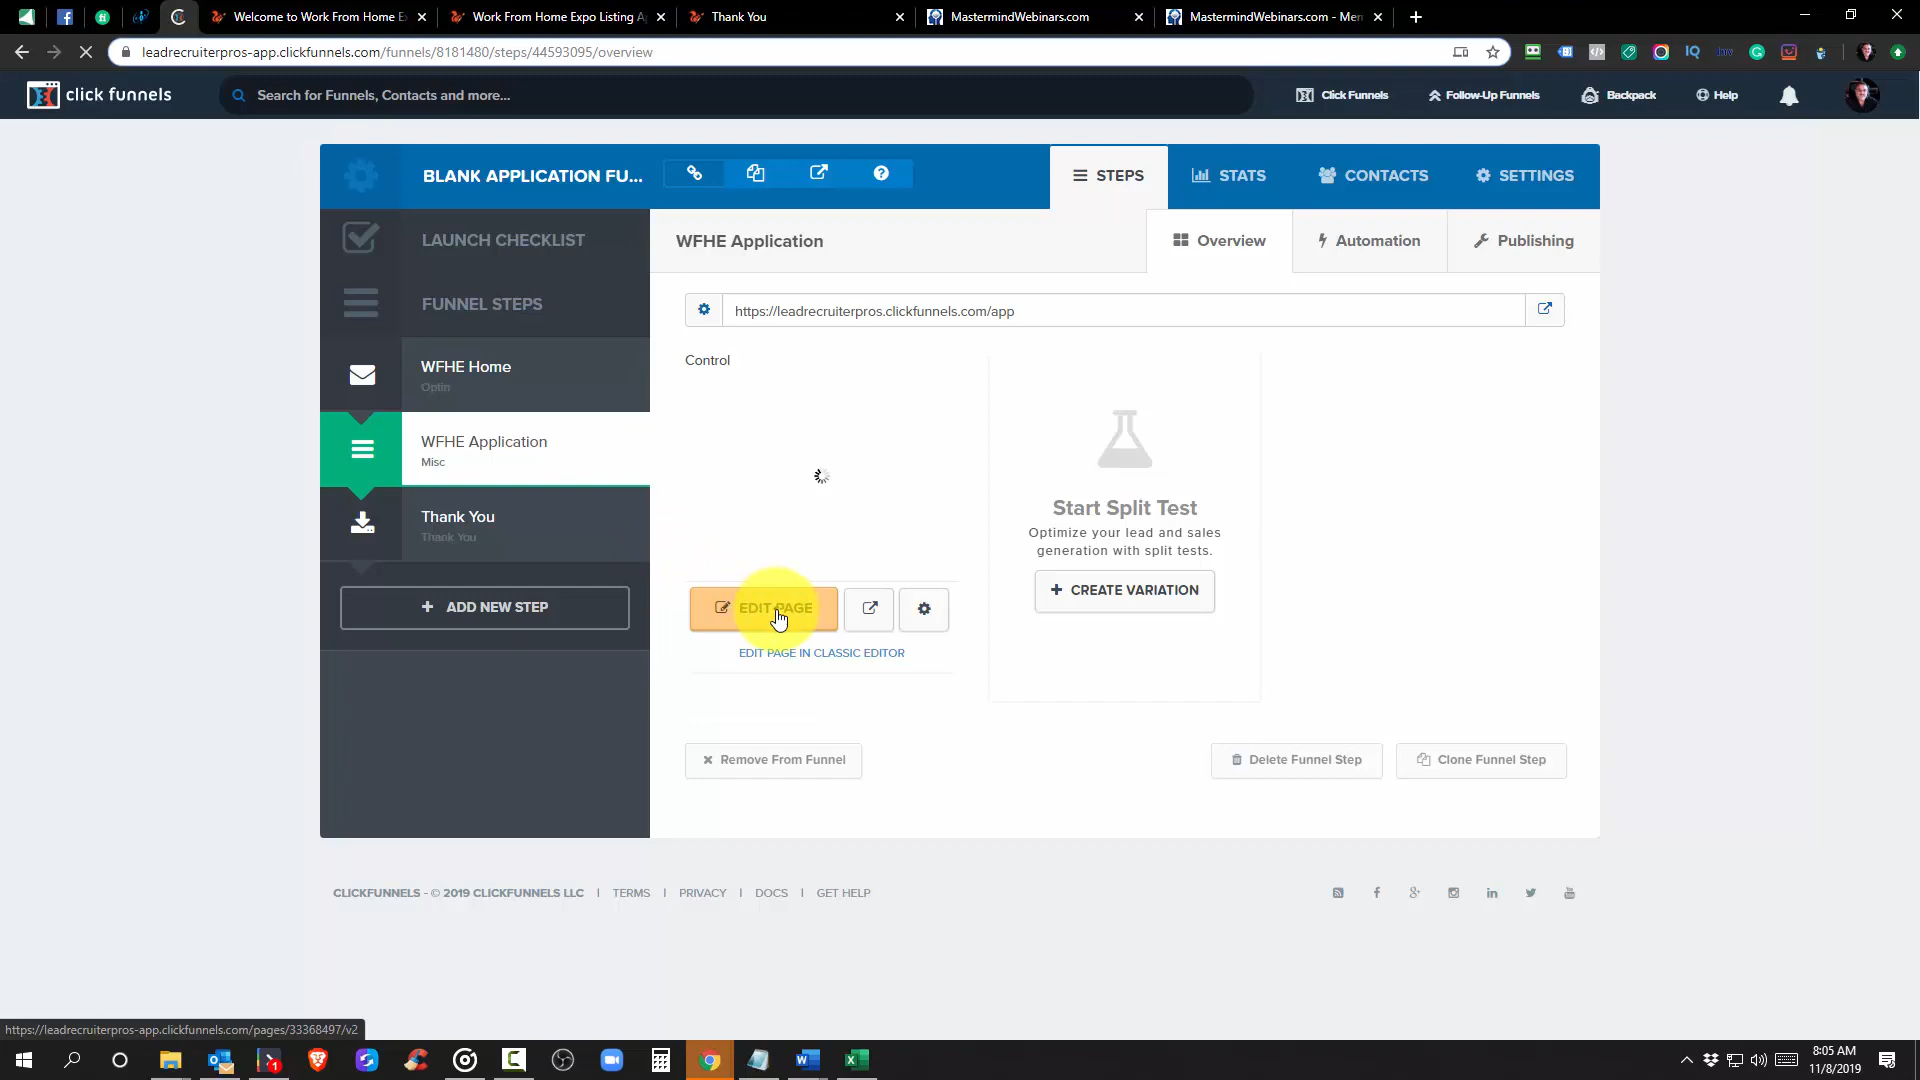 Welcome to Work From Home E
Work From Home Expo Listing A
Thank You
MastermindWebinars.com
MastermindWebinars.com - Mem
leadrecruiterpros-app.clickfunnels.com/funnels/8181480/steps/44593095/overview
click funnels
Search for Funnels, Contacts and more...
Click Funnels
Follow-Up Funnels
Backpack
Help
BLANK APPLICATION FU...
STEPS
STATS
CONTACTS
SETTINGS
LAUNCH CHECKLIST
WFHE Application
Overview
Automation
Publishing
FUNNEL STEPS
https://leadrecruiterpros.clickfunnels.com/app
WFHE Home
Optin
Control
WFHE Application
Misc
Thank You
Thank You
Start Split Test
Optimize your lead and sales
generation with split tests.
CREATE VARIATION
ADD NEW STEP
EDIT PAGE
EDIT PAGE IN CLASSIC EDITOR
Remove From Funnel
Delete Funnel Step
Clone Funnel Step
CLICKFUNNELS - © 2019 CLICKFUNNELS LLC | TERMS | PRIVACY | DOCS | GET HELP
https://leadrecruiterpros-app.clickfunnels.com/pages/33368497/v2
8:05 AM
11/8/2019